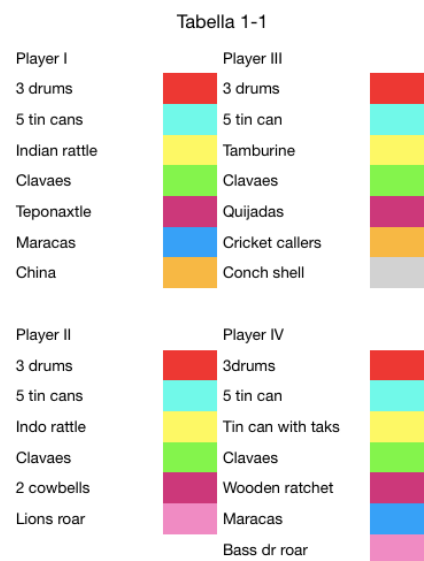 Tabella 1-1
Player I
3 drums
5 tin cans
Indian rattle
Clavaes
Teponaxtle
Maracas
China
Player III
3 drums
5 tin can
Tamburine
Clavaes
Quijadas
Cricket callers
Conch shell
Player II
3 drums
5 tin cans
Indo rattle
Clavaes
2 cowbells
Lions roar
Player IV
3drums
5 tin can
Tin can with taks
Clavaes
Wooden ratchet
Maracas
Bass dr roar